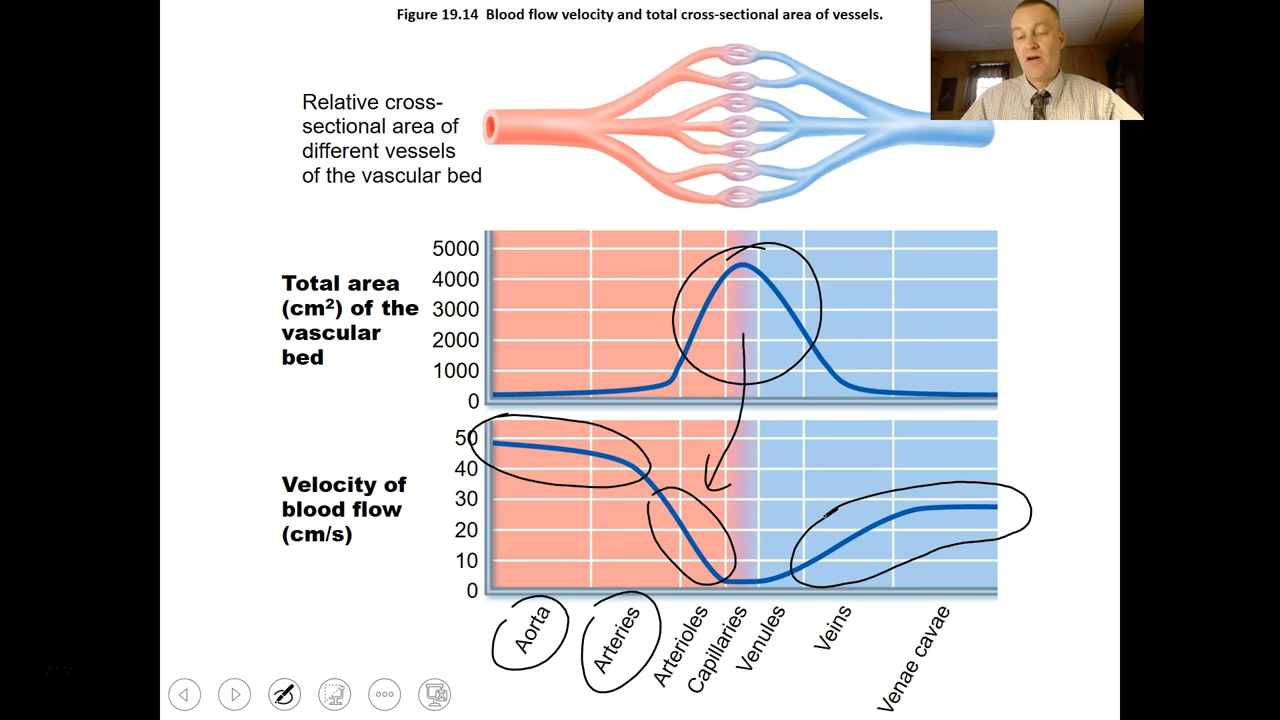 Figure 19.14 Blood flow velocity and total cross-sectional area of vessels.
Relative cross-
sectional area of
different vessels
of the vascular bed
Total area
(cm²) of the
vascular
bed
5000
4000
3000
2000
1000
0
Velocity of
blood flow
(cm/s)
50
40
30
20
10
0
Aorta
Arteries
Arterioles
Capillaries
Venules
Veins
Venae cavae